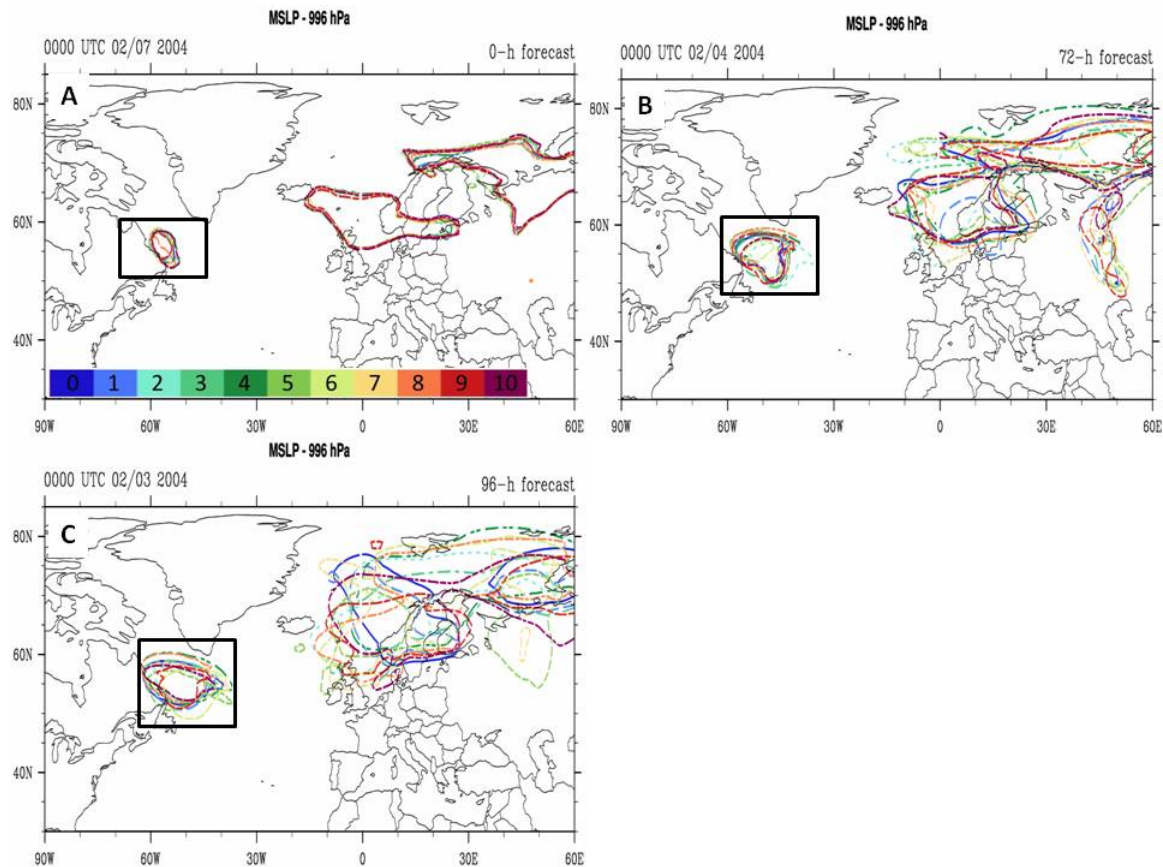 MSLP - 996 hPa
0000 UTC 02/07 2004 0-h forecast
A
80N
60N
40N
0 1 2 3 4 5 6 7 8 9 10
90W 60W 30W 0 30E 60E
MSLP - 996 hPa
0000 UTC 02/04 2004 72-h forecast
B
80N
60N
40N
90W 60W 30W 0 30E 60E
MSLP - 996 hPa
0000 UTC 02/03 2004 96-h forecast
C
80N
60N
40N
90W 60W 30W 0 30E 60E